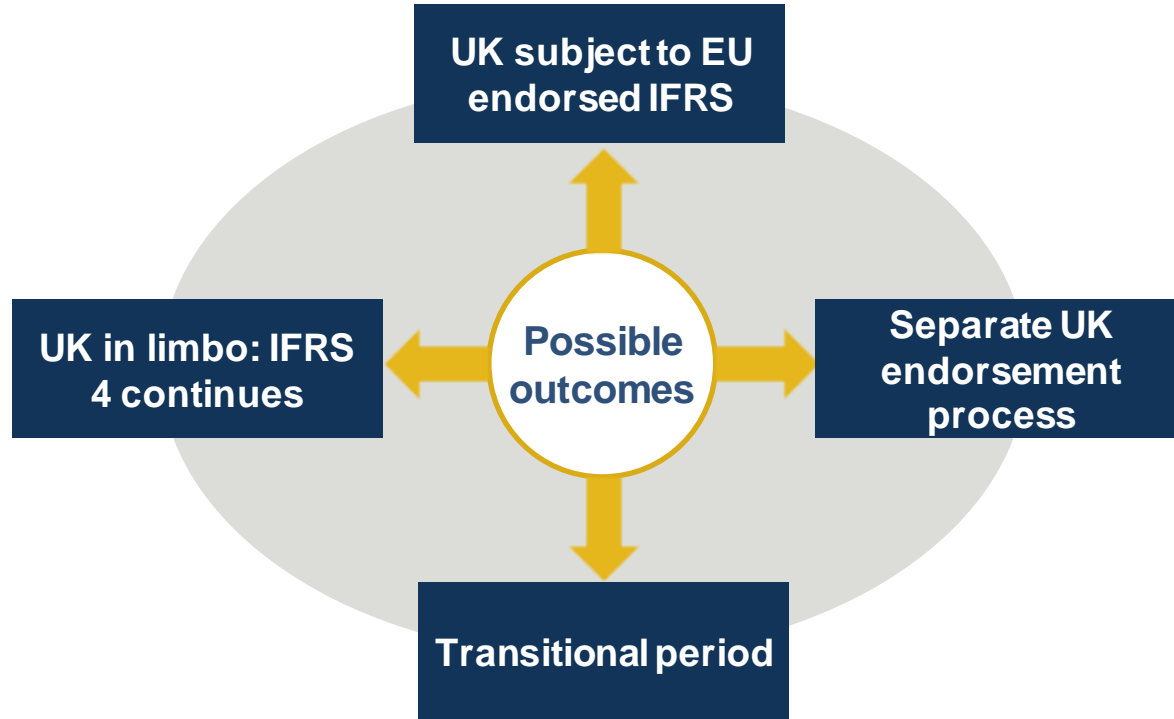 UK subject to EU
endorsed IFRS
UK in limbo: IFRS
4 continues
Possible
outcomes
Separate UK
endorsement
process
Transitional period